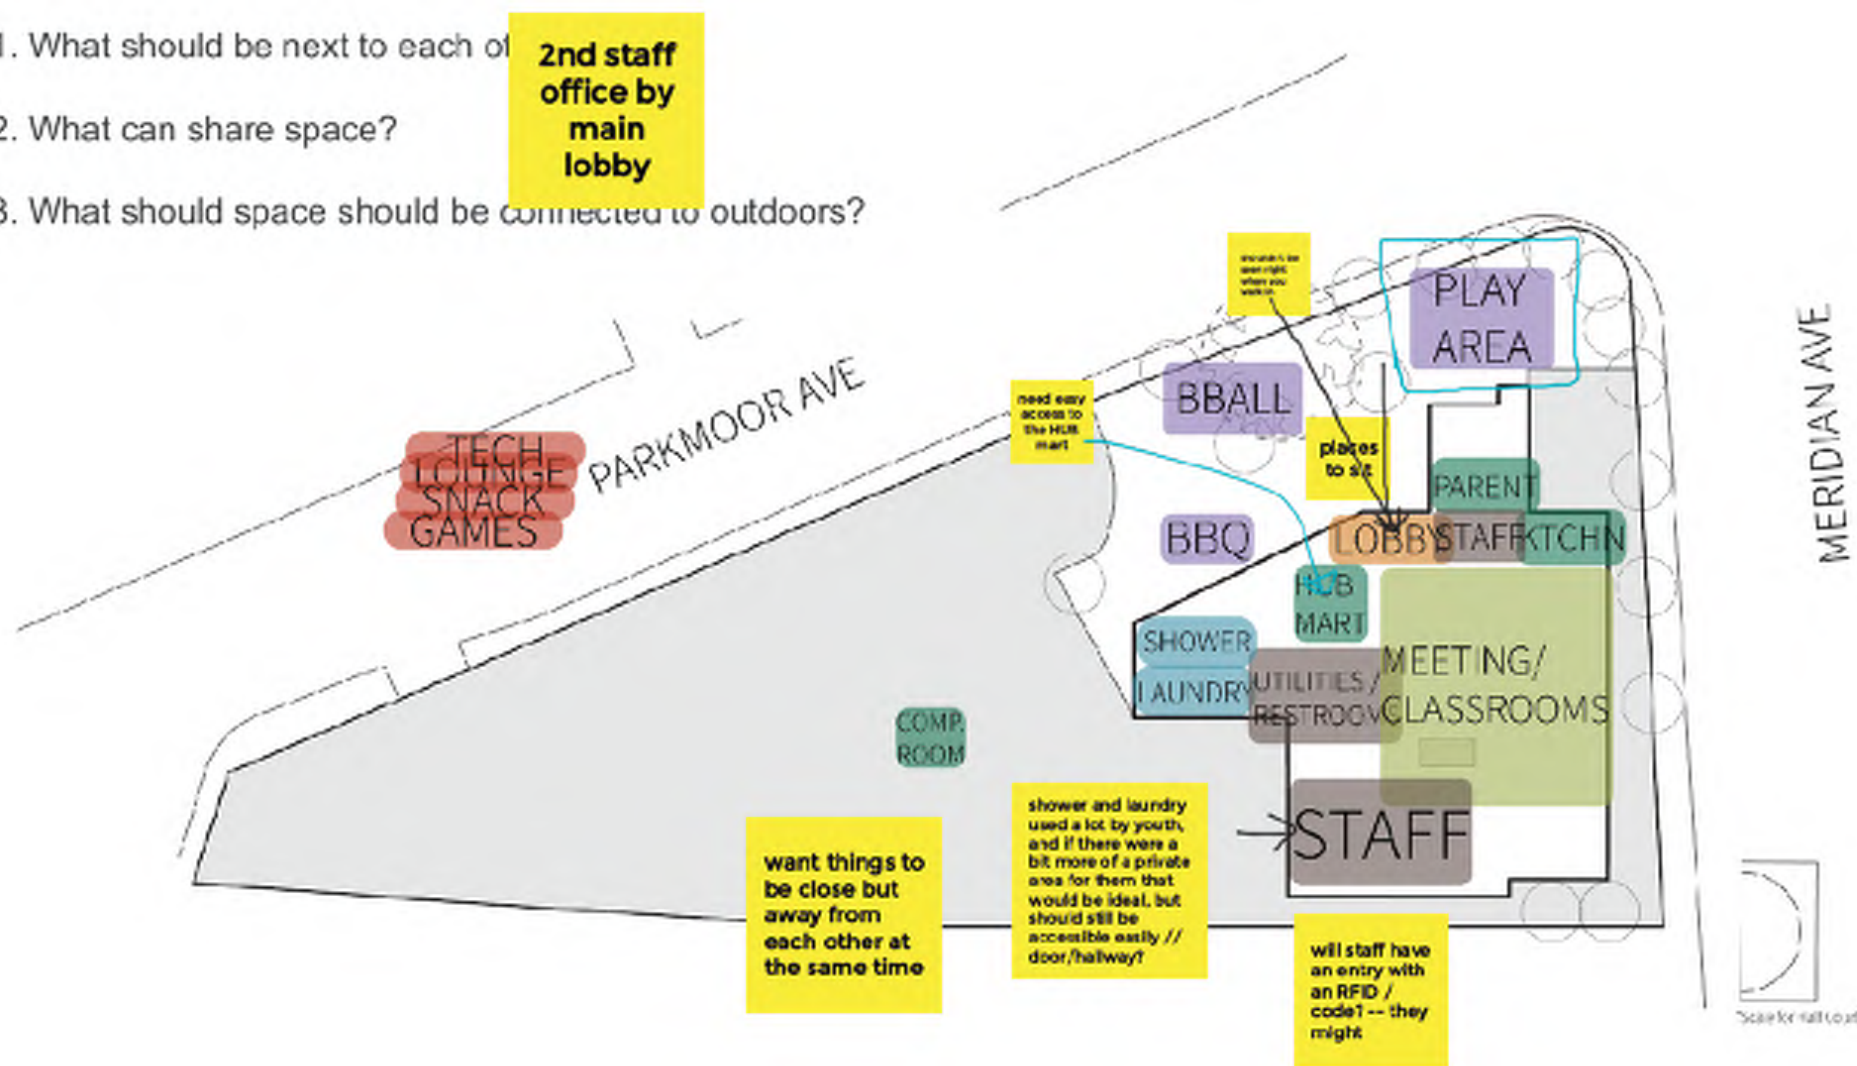 1. What should be next to each ot
2nd staff
office by
main
lobby
2. What can share space?
3. What should space should be connected to outdoors?
PARKMOOR AVE
MERIDIAN AVE
TECH
LOUNGE
SNACK
GAMES
need easy
access to
the HUB
mart
places
to sit
PLAY
AREA
BBALL
BBQ
PARENT
LOBBY
STAFF
KTCHN
HUB
MART
SHOWER
LAUNDRY
UTILITIES /
RESTROOM
MEETING/
CLASSROOMS
COMP.
ROOM
STAFF
want things to
be close but
away from
each other at
the same time
shower and laundry
used a lot by youth,
and if there were a
bit more of a private
area for them that
would be ideal, but
should still be
accessible easily //
door/hallway?
will staff have
an entry with
an RFID /
code? -- they
might